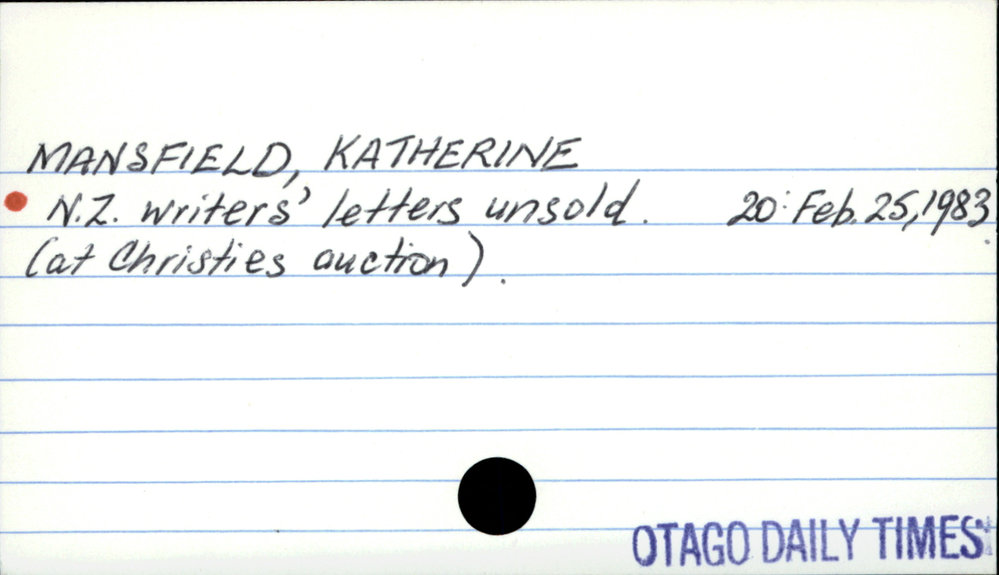 MANSFIELD, KATHERINE
N.Z. writers' letters unsold. 20: Feb. 25, 1983.
(at Christies auction).
OTAGO DAILY TIMES